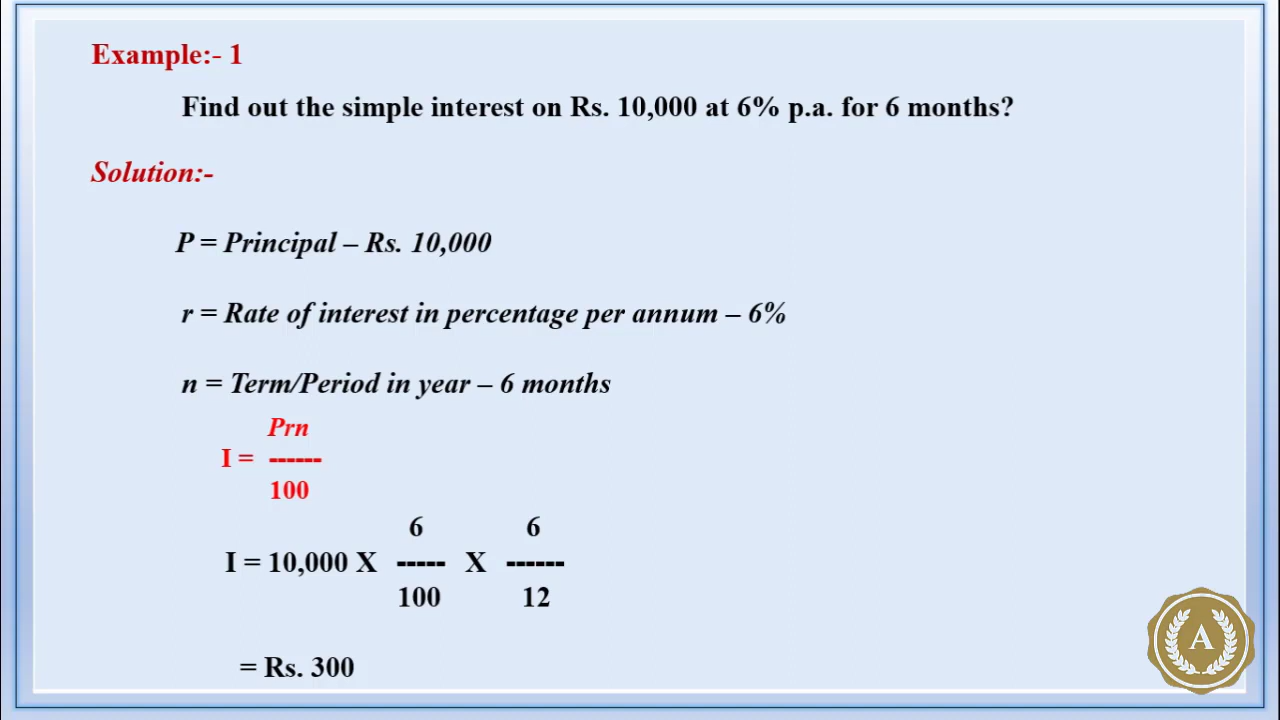 Example:- 1
Find out the simple interest on Rs. 10,000 at 6% p.a. for 6 months?
Solution:-
P = Principal – Rs. 10,000
r = Rate of interest in percentage per annum – 6%
n = Term/Period in year – 6 months
Prn
I = ------
100
6 6
I = 10,000 X ----- X ------
100 12
= Rs. 300
A